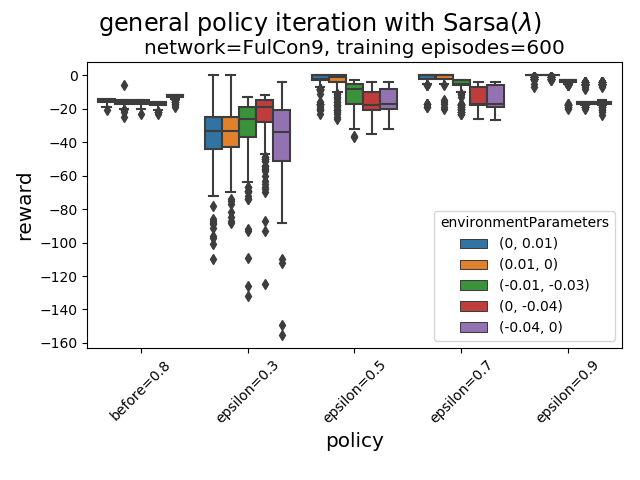 general policy iteration with Sarsa(λ)
network=FulCon9, training episodes=600
reward
0
−20
−40
−60
−80
−100
−120
−140
−160
environmentParameters
(0, 0.01)
(0.01, 0)
(-0.01, -0.03)
(0, -0.04)
(-0.04, 0)
before=0.8
epsilon=0.3
epsilon=0.5
epsilon=0.7
epsilon=0.9
policy